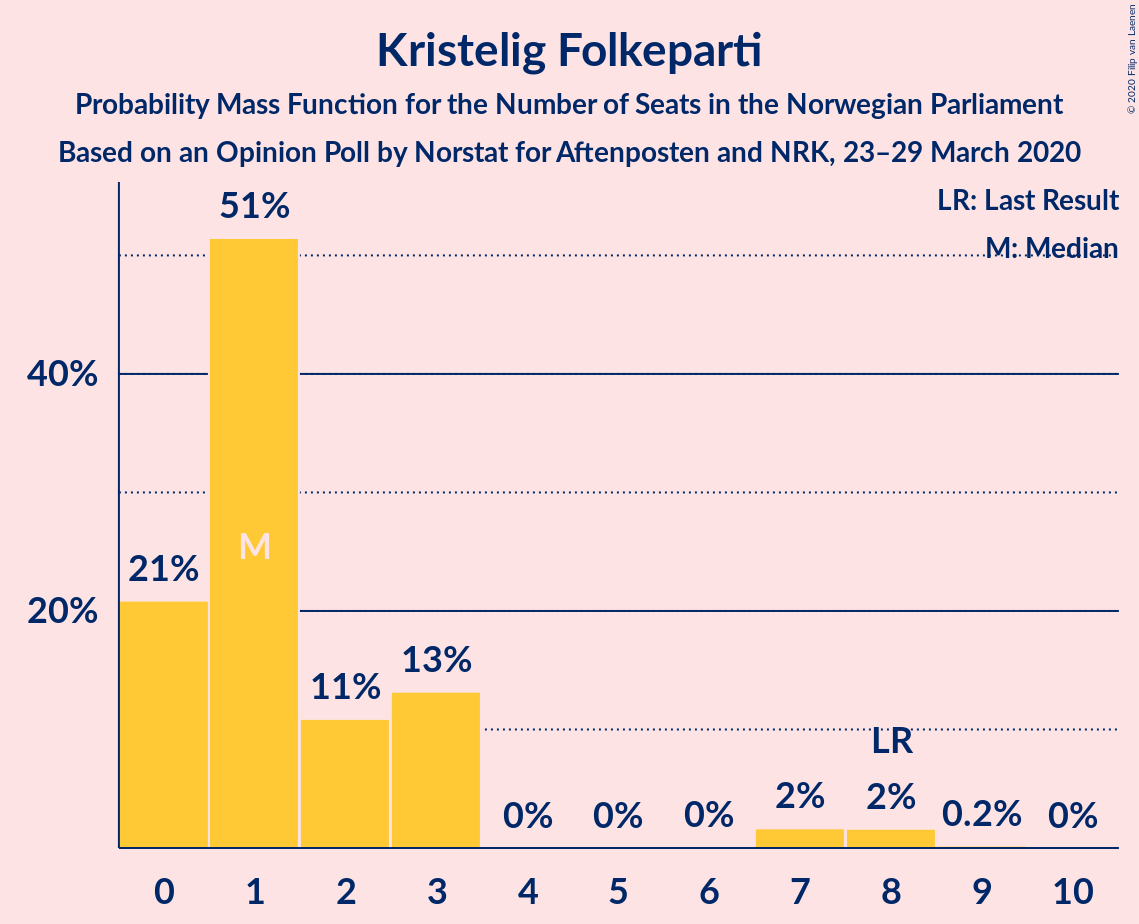 Kristelig Folkeparti
Probability Mass Function for the Number of Seats in the Norwegian Parliament
Based on an Opinion Poll by Norstat for Aftenposten and NRK, 23–29 March 2020
© 2020 Filip van Laenen
LR: Last Result
M: Median
51%
40%
M
21%
20%
13%
11%
LR
0% 0% 0% 2% 2% 0.2% 0%
0 1 2 3 4 5 6 7 8 9 10